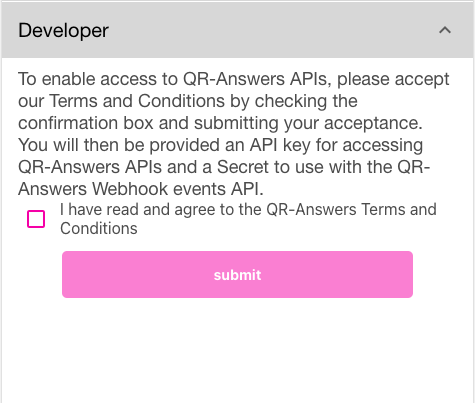 Developer
To enable access to QR-Answers APIs, please accept
our Terms and Conditions by checking the
confirmation box and submitting your acceptance.
You will then be provided an API key for accessing
QR-Answers APIs and a Secret to use with the QR-
Answers Webhook events API.
I have read and agree to the QR-Answers Terms and
Conditions
submit